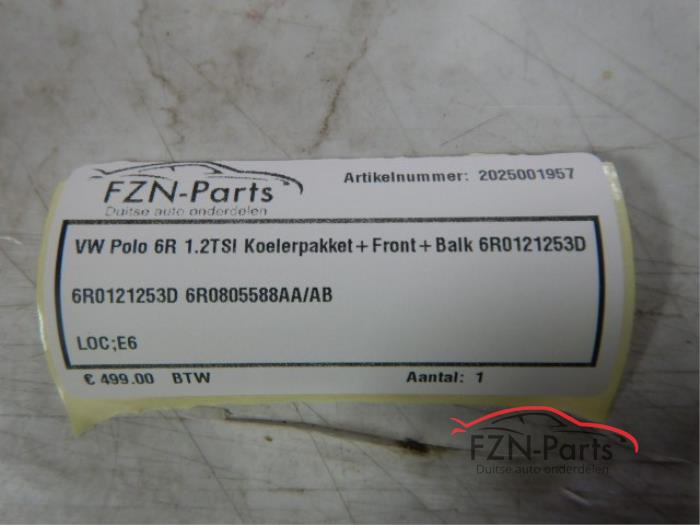 FZN-Parts
Duitse auto onderdelen
Artikelnummer: 2025001957
VW Polo 6R 1.2TSI Koelerpakket+Front+Balk 6R0121253D
6R0121253D 6R0805588AA/AB
LOC;E6
€ 499.00 BTW
Aantal: 1
FZN-Parts
Duitse auto onderdelen